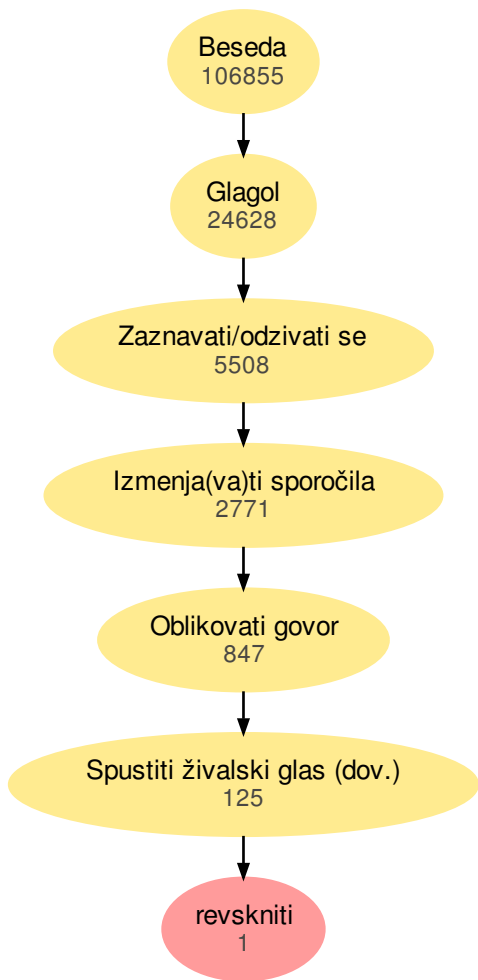 Beseda
106855
Glagol
24628
Zaznavati/odzivati se
5508
Izmenja(va)ti sporočila
2771
Oblikovati govor
847
Spustiti živalski glas (dov.)
125
revskniti
1